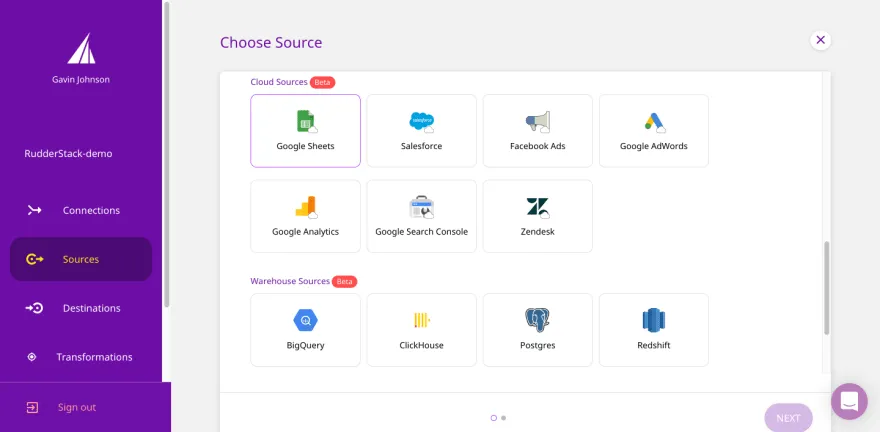 Gavin Johnson
RudderStack-demo
Connections
Sources
Destinations
Transformations
Sign out
Choose Source
Cloud Sources Beta
Google Sheets
salesforce
Salesforce
Facebook Ads
Google AdWords
Google Analytics
Google Search Console
Zendesk
Warehouse Sources Beta
BigQuery
ClickHouse
Postgres
Redshift
NEXT